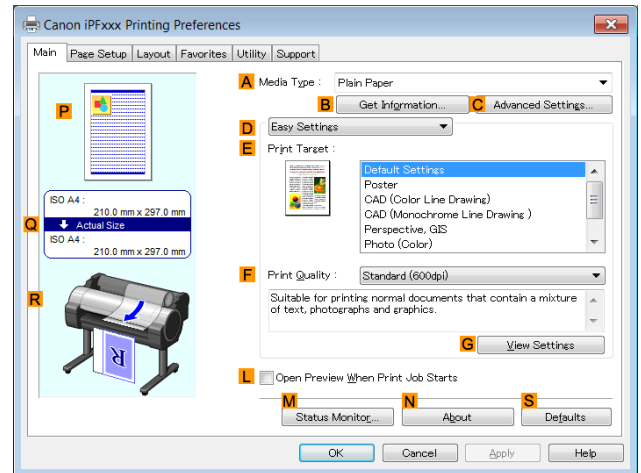 Canon iPFxxx Printing Preferences
Main Page Setup Layout Favorites Utility Support
A Media Type : Plain Paper
B Get Information... C Advanced Settings...
D Easy Settings
E Print Target :
Default Settings
Poster
CAD (Color Line Drawing)
CAD (Monochrome Line Drawing )
Perspective, GIS
Photo (Color)
F Print Quality : Standard (600dpi)
Suitable for printing normal documents that contain a mixture
of text, photographs and graphics.
G View Settings
L Open Preview When Print Job Starts
M N S
Status Monitor... About Defaults
OK Cancel Apply Help
P
ISO A4 :
210.0 mm x 297.0 mm
Q Actual Size
ISO A4 :
210.0 mm x 297.0 mm
R
R